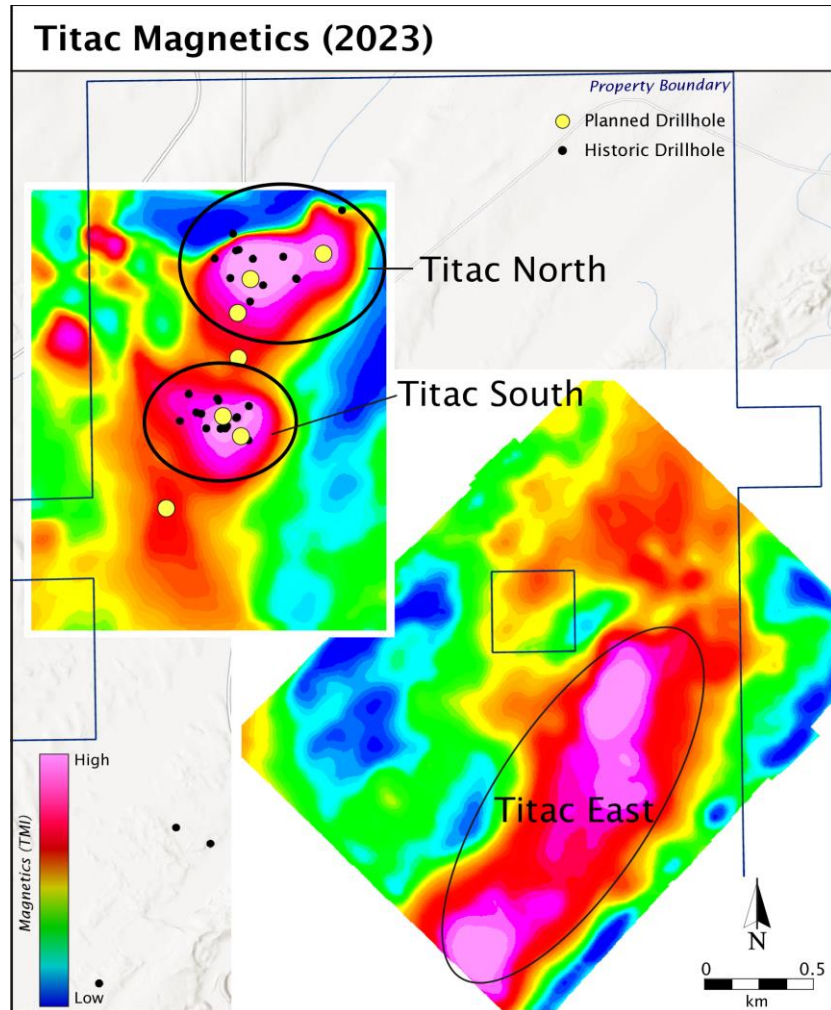 Titac Magnetics (2023)
Property Boundary
Planned Drillhole
Historic Drillhole
Titac North
Titac South
Titac East
High
Magnetics (TMI)
Low
N
0 0.5
km